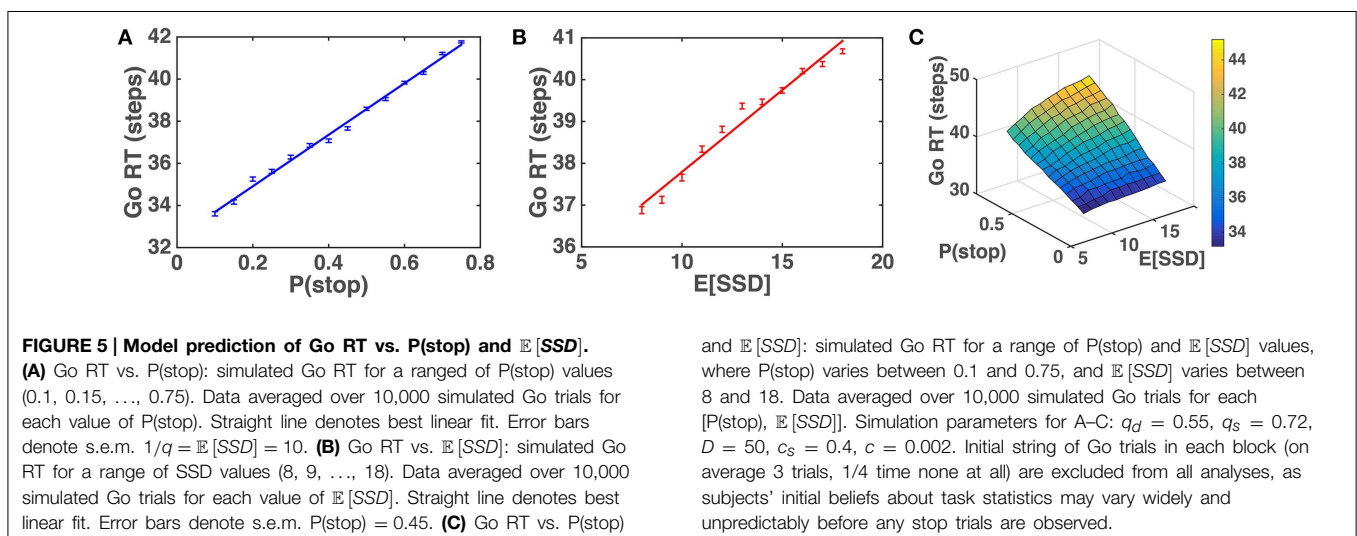 A
42
40
38
36
34
32
Go RT (steps)
0
0.2
0.4
0.6
0.8
P(stop)
B
41
40
39
38
37
36
Go RT (steps)
5
10
15
20
E[SSD]
C
50
40
30
Go RT (steps)
0.5
0
P(stop)
5
10
15
E[SSD]
44
42
40
38
36
34
FIGURE 5 | Model prediction of Go RT vs. P(stop) and 𝔼 [SSD].
(A) Go RT vs. P(stop): simulated Go RT for a ranged of P(stop) values
(0.1, 0.15, …, 0.75). Data averaged over 10,000 simulated Go trials for
each value of P(stop). Straight line denotes best linear fit. Error bars
denote s.e.m. 1/q = 𝔼 [SSD] = 10. (B) Go RT vs. 𝔼 [SSD]: simulated Go
RT for a range of SSD values (8, 9, …, 18). Data averaged over 10,000
simulated Go trials for each value of 𝔼 [SSD]. Straight line denotes best
linear fit. Error bars denote s.e.m. P(stop) = 0.45. (C) Go RT vs. P(stop)
and 𝔼 [SSD]: simulated Go RT for a range of P(stop) and 𝔼 [SSD] values,
where P(stop) varies between 0.1 and 0.75, and 𝔼 [SSD] varies between
8 and 18. Data averaged over 10,000 simulated Go trials for each
[P(stop), 𝔼 [SSD]]. Simulation parameters for A–C: q_d = 0.55, q_s = 0.72,
D = 50, c_s = 0.4, c = 0.002. Initial string of Go trials in each block (on
average 3 trials, 1/4 time none at all) are excluded from all analyses, as
subjects' initial beliefs about task statistics may vary widely and
unpredictably before any stop trials are observed.